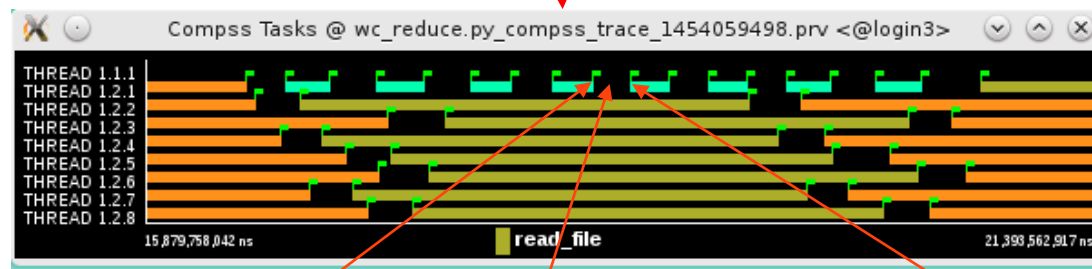 Compss Tasks @ wc_reduce.py_compss_trace_1454059498.prv <@login3>
THREAD 1.1.1
THREAD 1.2.1
THREAD 1.2.2
THREAD 1.2.3
THREAD 1.2.4
THREAD 1.2.5
THREAD 1.2.6
THREAD 1.2.7
THREAD 1.2.8
15,879,758,042 ns
read_file
21,393,562,917 ns